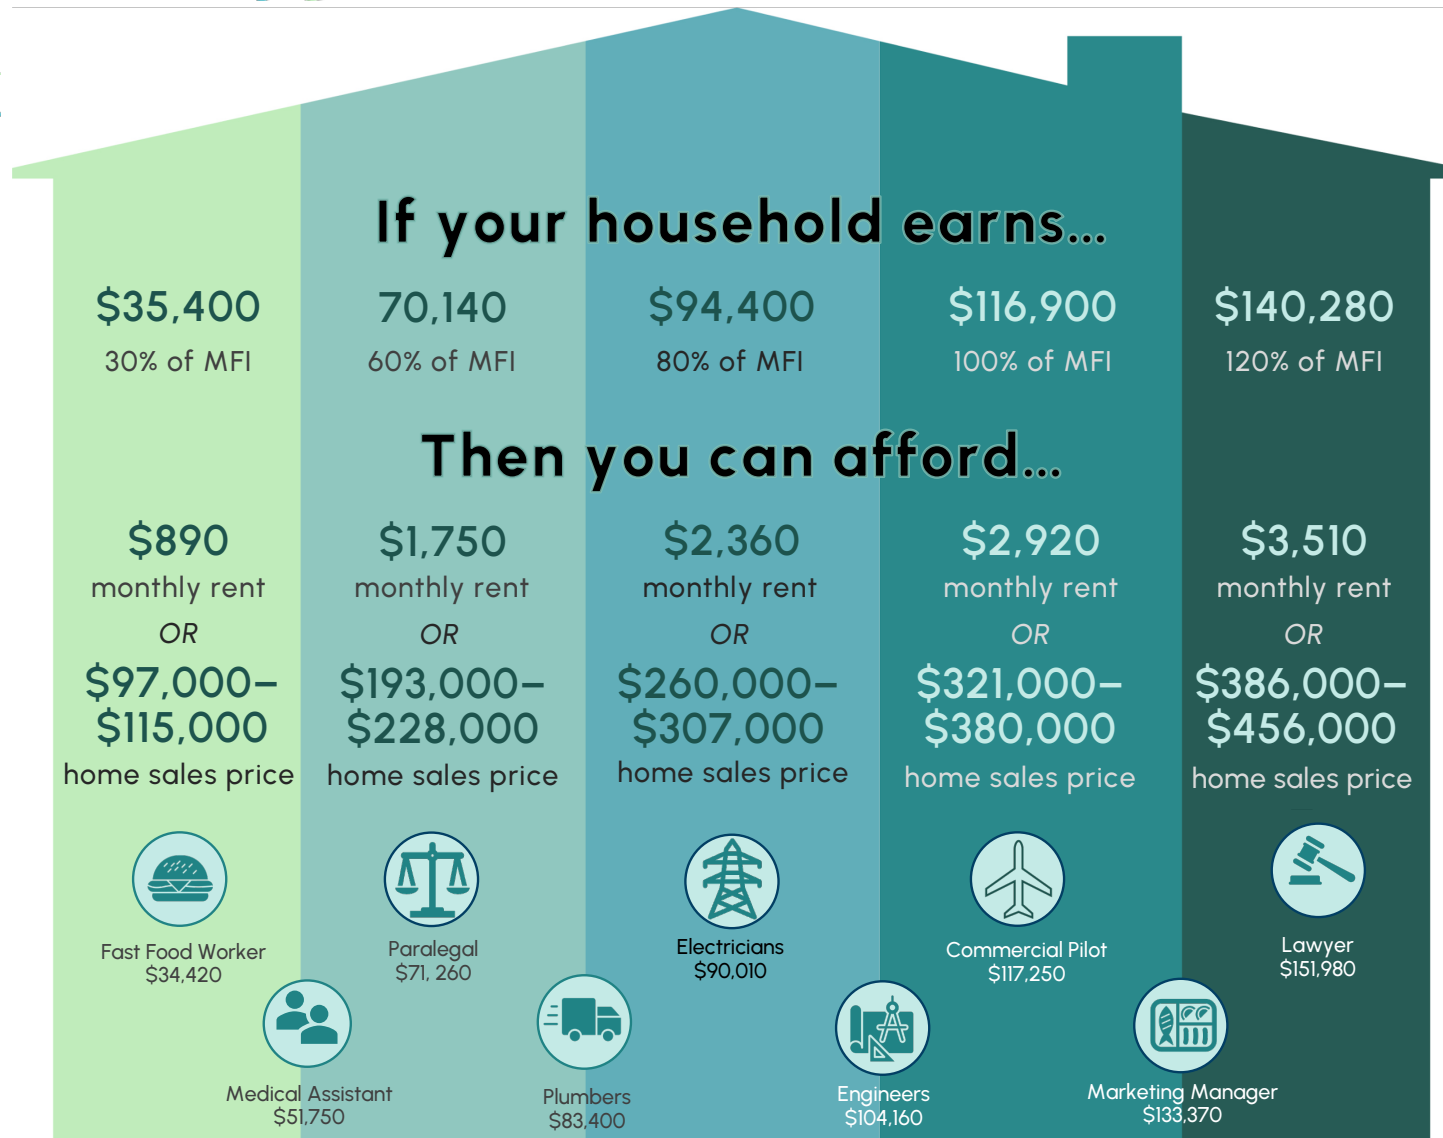 If your household earns...
$35,400
30% of MFI
70,140
60% of MFI
$94,400
80% of MFI
$116,900
100% of MFI
$140,280
120% of MFI
Then you can afford...
$890
monthly rent
OR
$97,000–
$115,000
home sales price
$1,750
monthly rent
OR
$193,000–
$228,000
home sales price
$2,360
monthly rent
OR
$260,000–
$307,000
home sales price
$2,920
monthly rent
OR
$321,000–
$380,000
home sales price
$3,510
monthly rent
OR
$386,000–
$456,000
home sales price
Fast Food Worker
$34,420
Paralegal
$71, 260
Electricians
$90,010
Commercial Pilot
$117,250
Lawyer
$151,980
Medical Assistant
$51,750
Plumbers
$83,400
Engineers
$104,160
Marketing Manager
$133,370